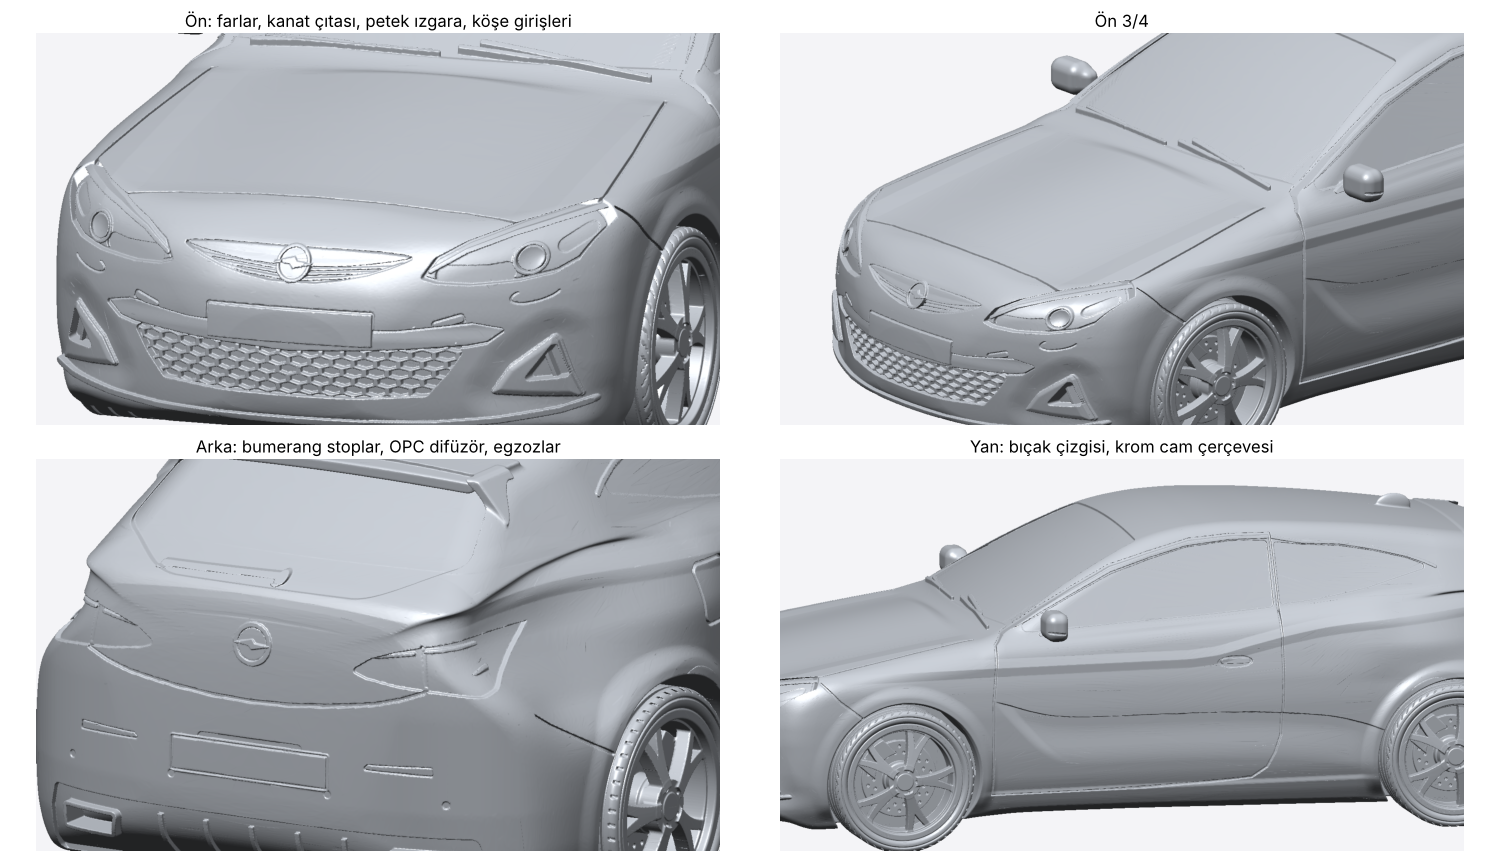 Ön: farlar, kanat çıtası, petek ızgara, köşe girişleri
Ön 3/4
Arka: bumerang stoplar, OPC difüzör, egzozlar
Yan: bıçak çizgisi, krom cam çerçevesi